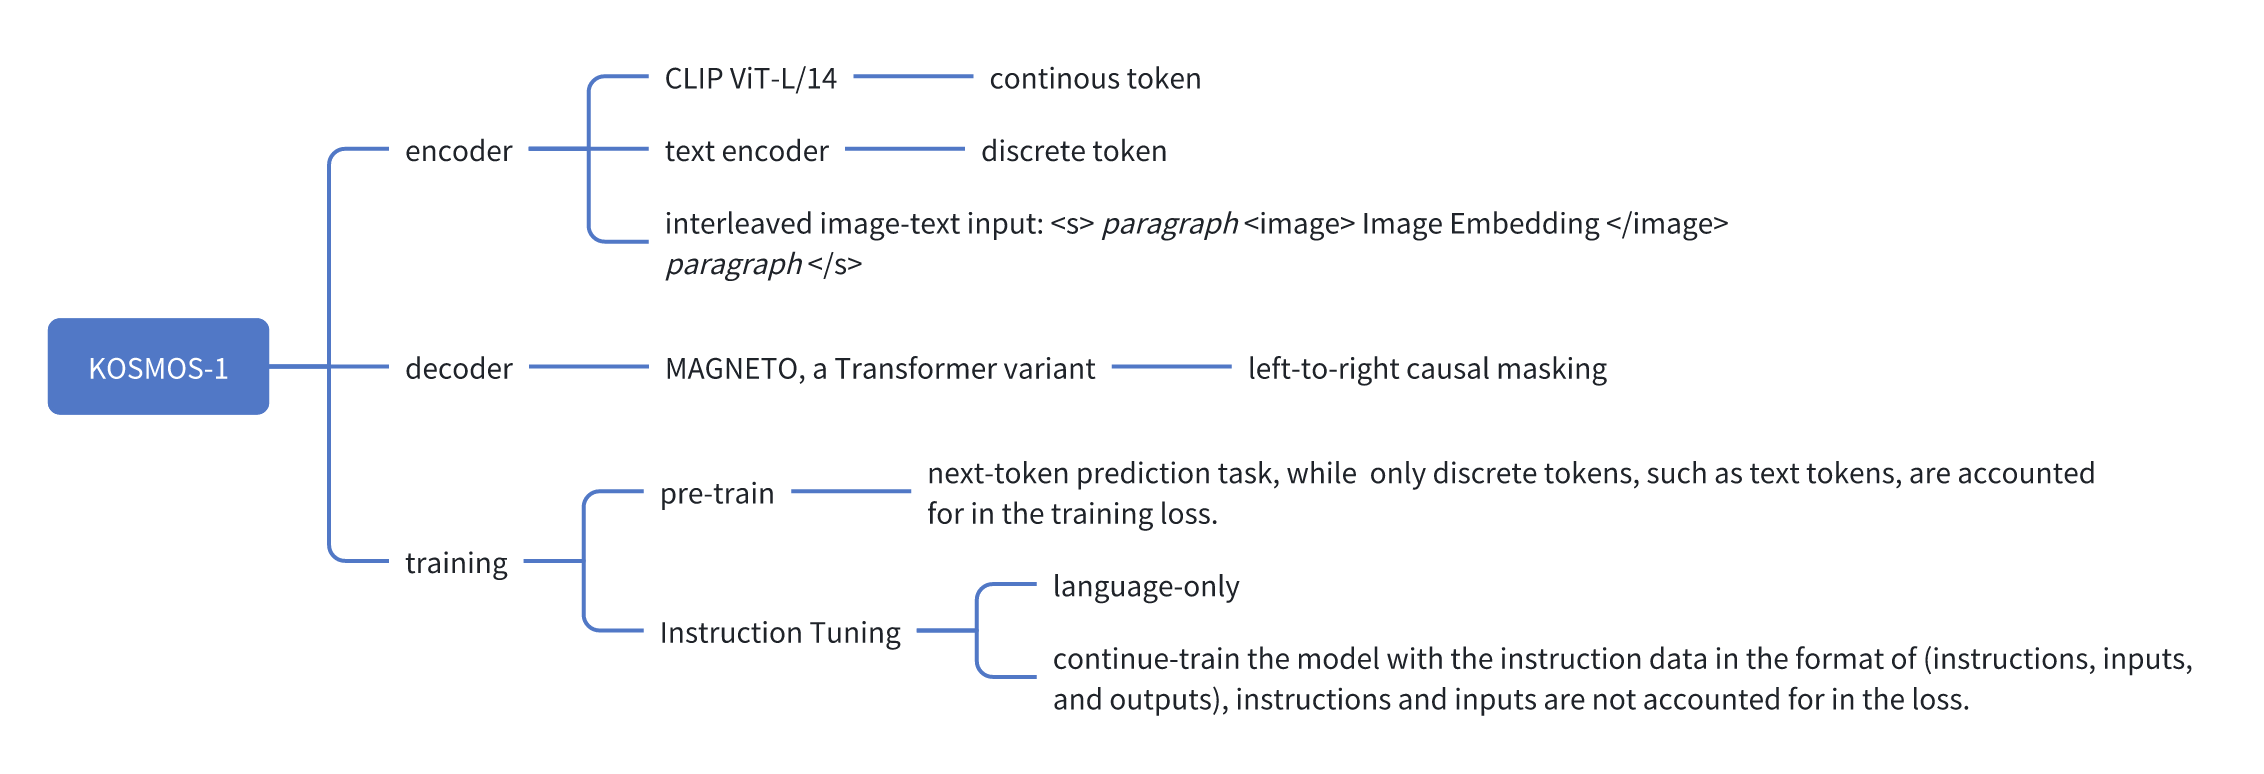 CLIP ViT-L/14
continous token
encoder
text encoder
discrete token
interleaved image-text input: <s> paragraph <image> Image Embedding </image>
paragraph </s>
KOSMOS-1
decoder
MAGNETO, a Transformer variant
left-to-right causal masking
training
pre-train
next-token prediction task, while  only discrete tokens, such as text tokens, are accounted
for in the training loss.
Instruction Tuning
language-only
continue-train the model with the instruction data in the format of (instructions, inputs,
and outputs), instructions and inputs are not accounted for in the loss.